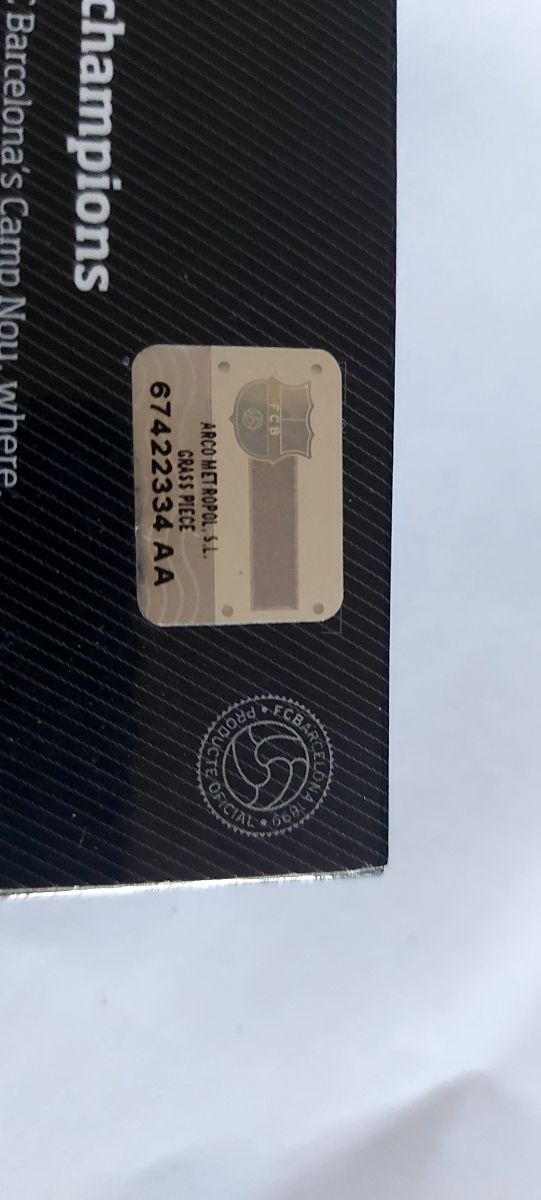 champions
Barcelona's Camp Nou, where
FCB
ARCO METROPOL, S.L.
GRASS PIECE
67422334 AA
FCBARCELONA 1899 • PRODUCTE OFICIAL •